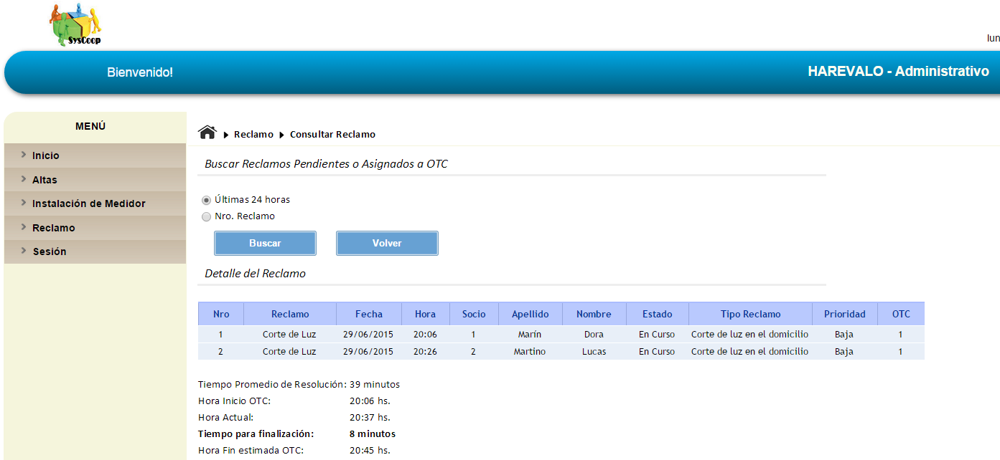 SysCoop
lun
Bienvenido!
HAREVALO - Administrativo
MENÚ
Inicio
Altas
Instalación de Medidor
Reclamo
Sesión
Reclamo Consultar Reclamo
Buscar Reclamos Pendientes o Asignados a OTC
Últimas 24 horas
Nro. Reclamo
Buscar Volver
Detalle del Reclamo
Nro Reclamo Fecha Hora Socio Apellido Nombre Estado Tipo Reclamo Prioridad OTC
1 Corte de Luz 29/06/2015 20:06 1 Marín Dora En Curso Corte de luz en el domicilio Baja 1
2 Corte de Luz 29/06/2015 20:26 2 Martino Lucas En Curso Corte de luz en el domicilio Baja 1
Tiempo Promedio de Resolución: 39 minutos
Hora Inicio OTC: 20:06 hs.
Hora Actual: 20:37 hs.
Tiempo para finalización: 8 minutos
Hora Fin estimada OTC: 20:45 hs.